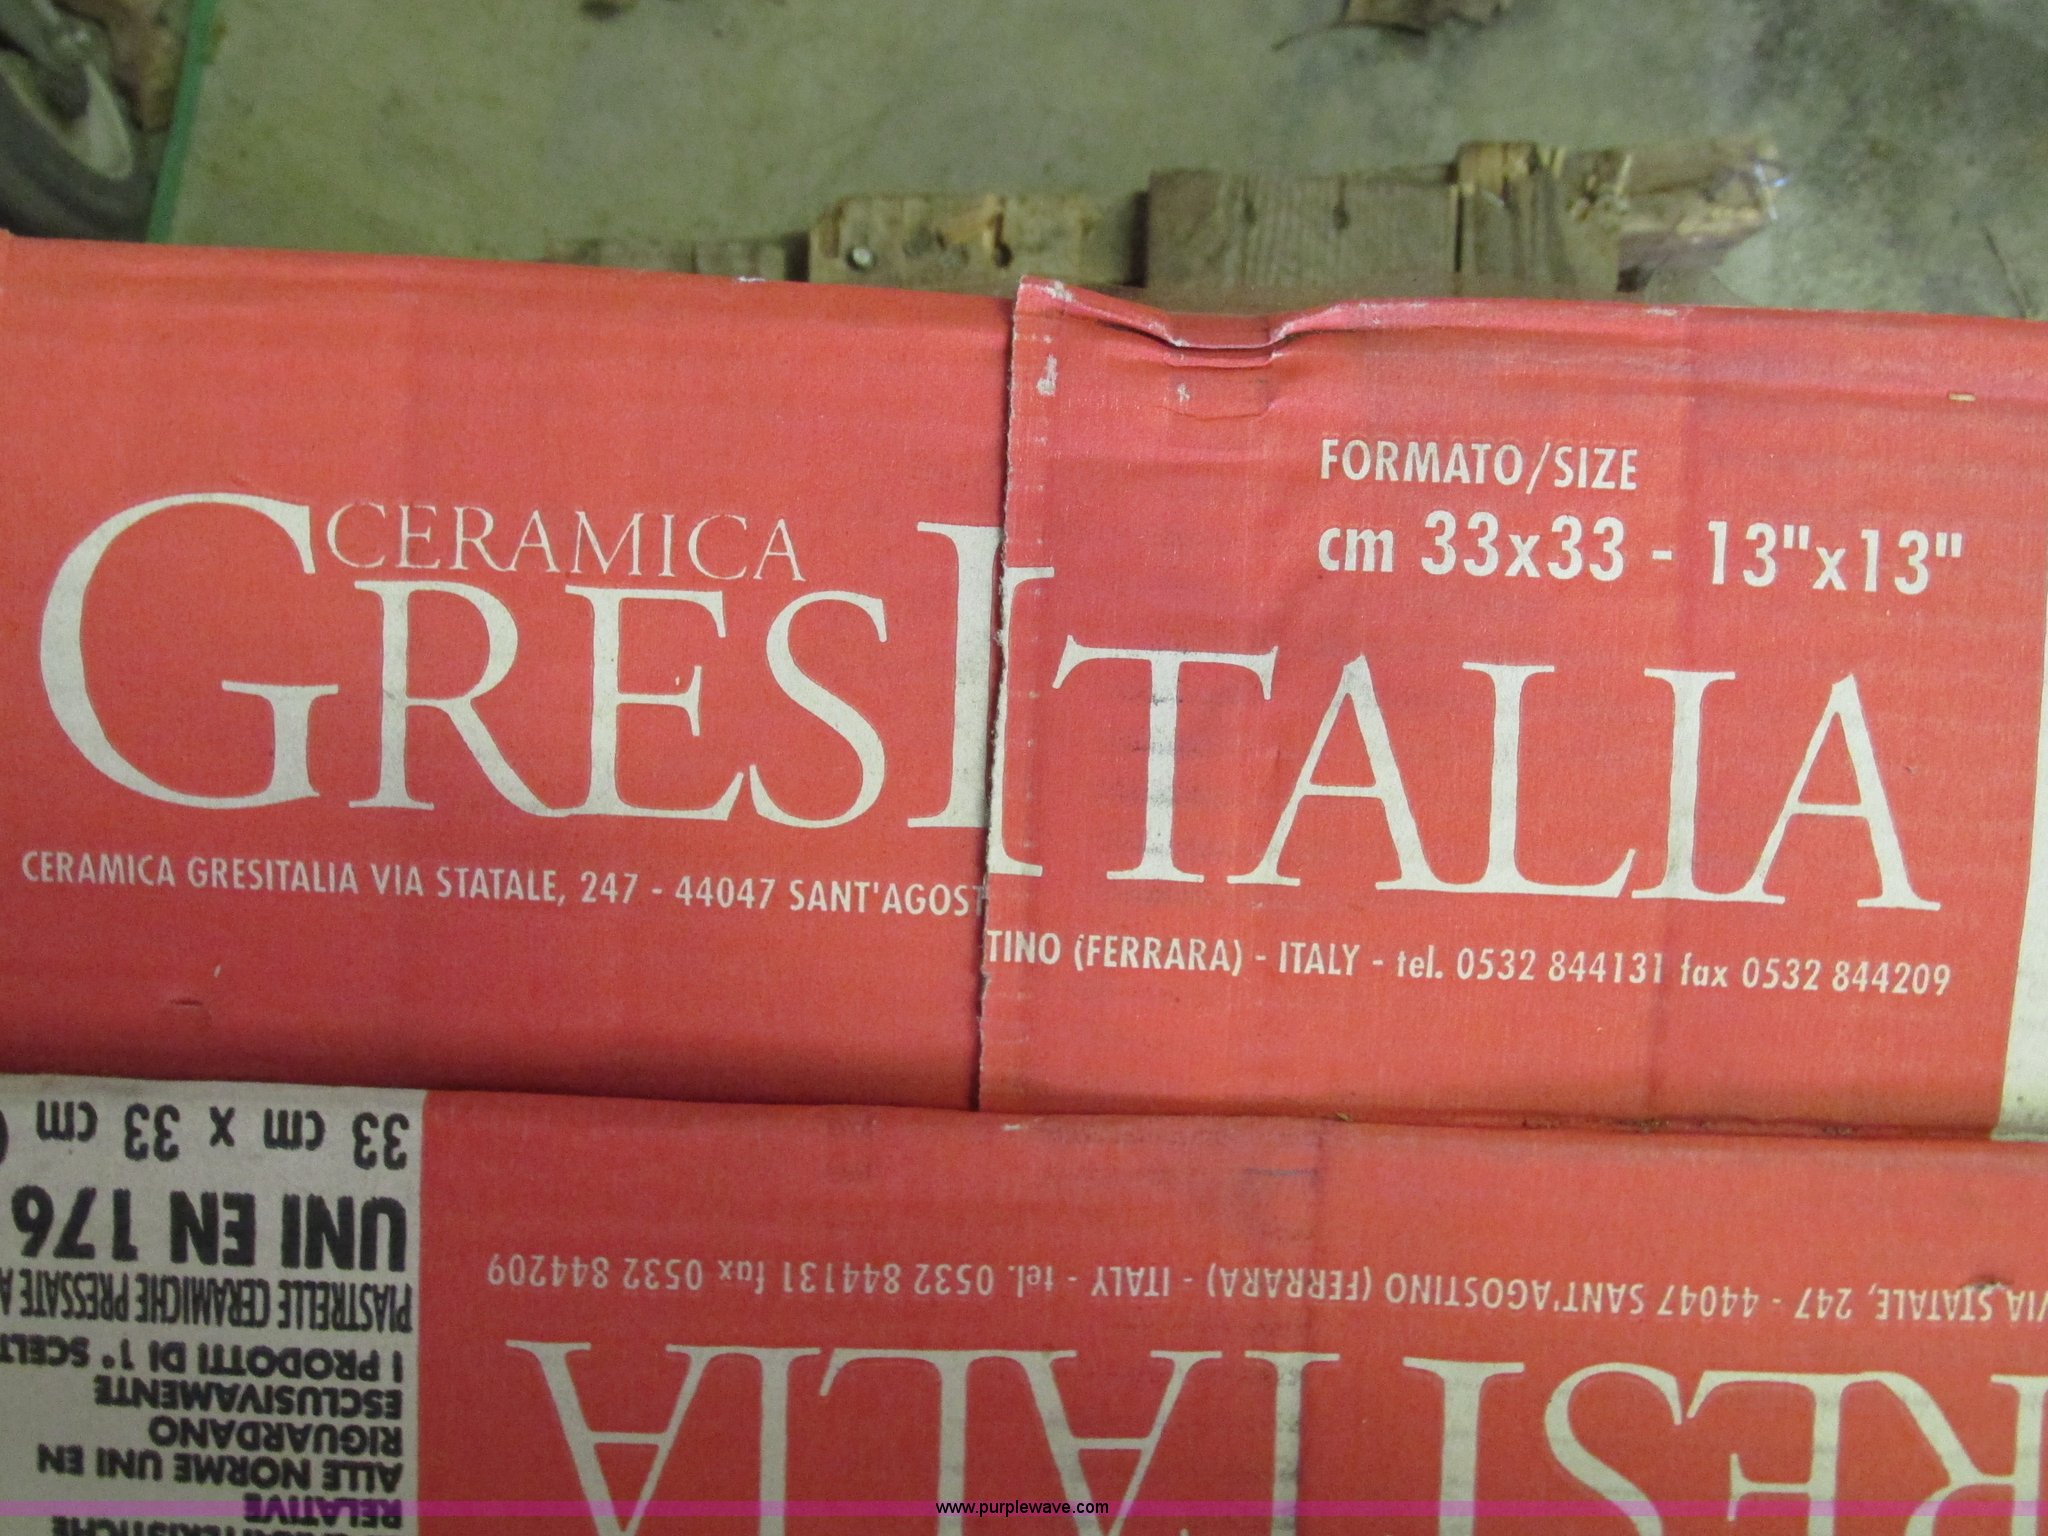 FORMATO/SIZE
cm 33x33 - 13"x13"
CERAMICA
GRESITALIA
CERAMICA GRESITALIA VIA STATALE, 247 - 44047 SANT'AGOSTINO (FERRARA) - ITALY - tel. 0532 844131 fax 0532 844209
33 cm x 33 cm
UNI EN 176
PIASTRELLE CERAMICHE PRESSATE A
I PRODOTTI DI 1° SCELT
ESCLUSIVAMENTE
RIGUARDANO
ALLE NORME UNI EN
RELATIVE
VIA STATALE, 247 - 44047 SANT'AGOSTINO (FERRARA) - ITALY - tel. 0532 844131 fax 0532 844209
RESITALIA
www.purplewave.com